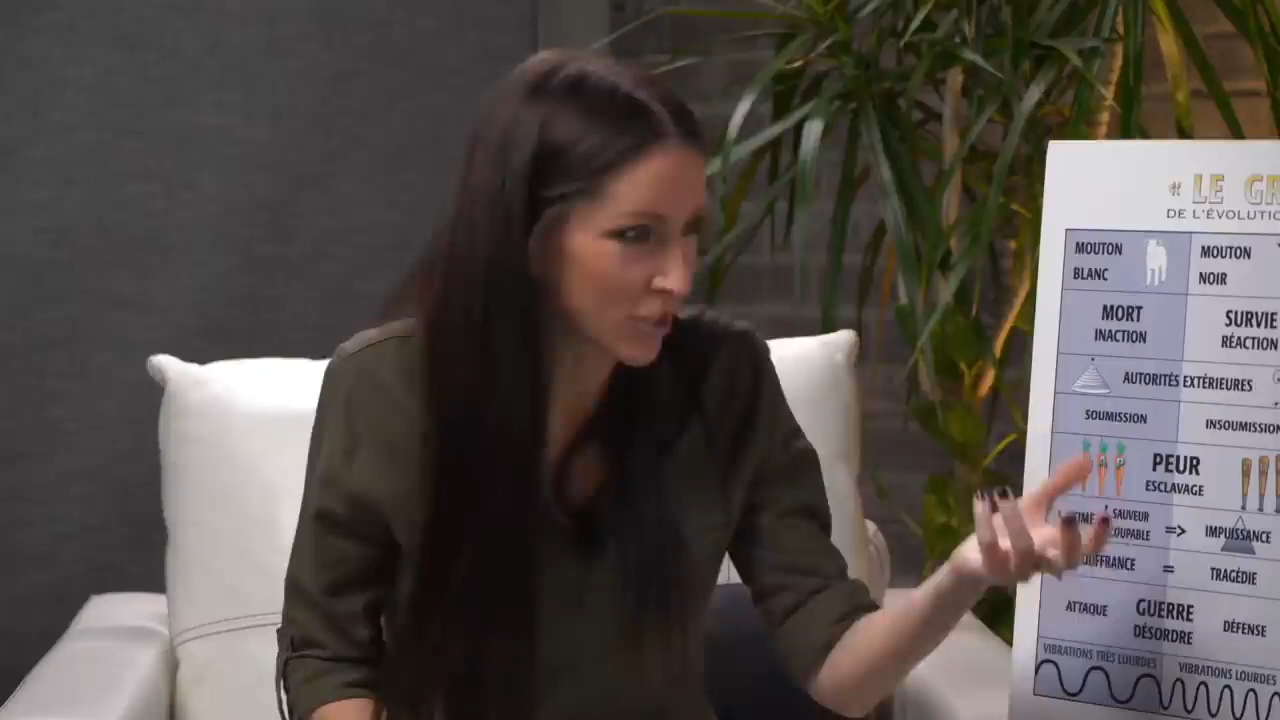 « LE GR
DE L'ÉVOLUTIO
MOUTON BLANC
MOUTON NOIR
MORT
INACTION
SURVIE
RÉACTION
AUTORITÉS EXTÉRIEURES
SOUMISSION
INSOUMISSION
PEUR
ESCLAVAGE
SAUVEUR
=> IMPUISSANCE
= TRAGÉDIE
ATTAQUE
GUERRE
DÉSORDRE
DÉFENSE
VIBRATIONS TRÈS LOURDES
VIBRATIONS LOURDES